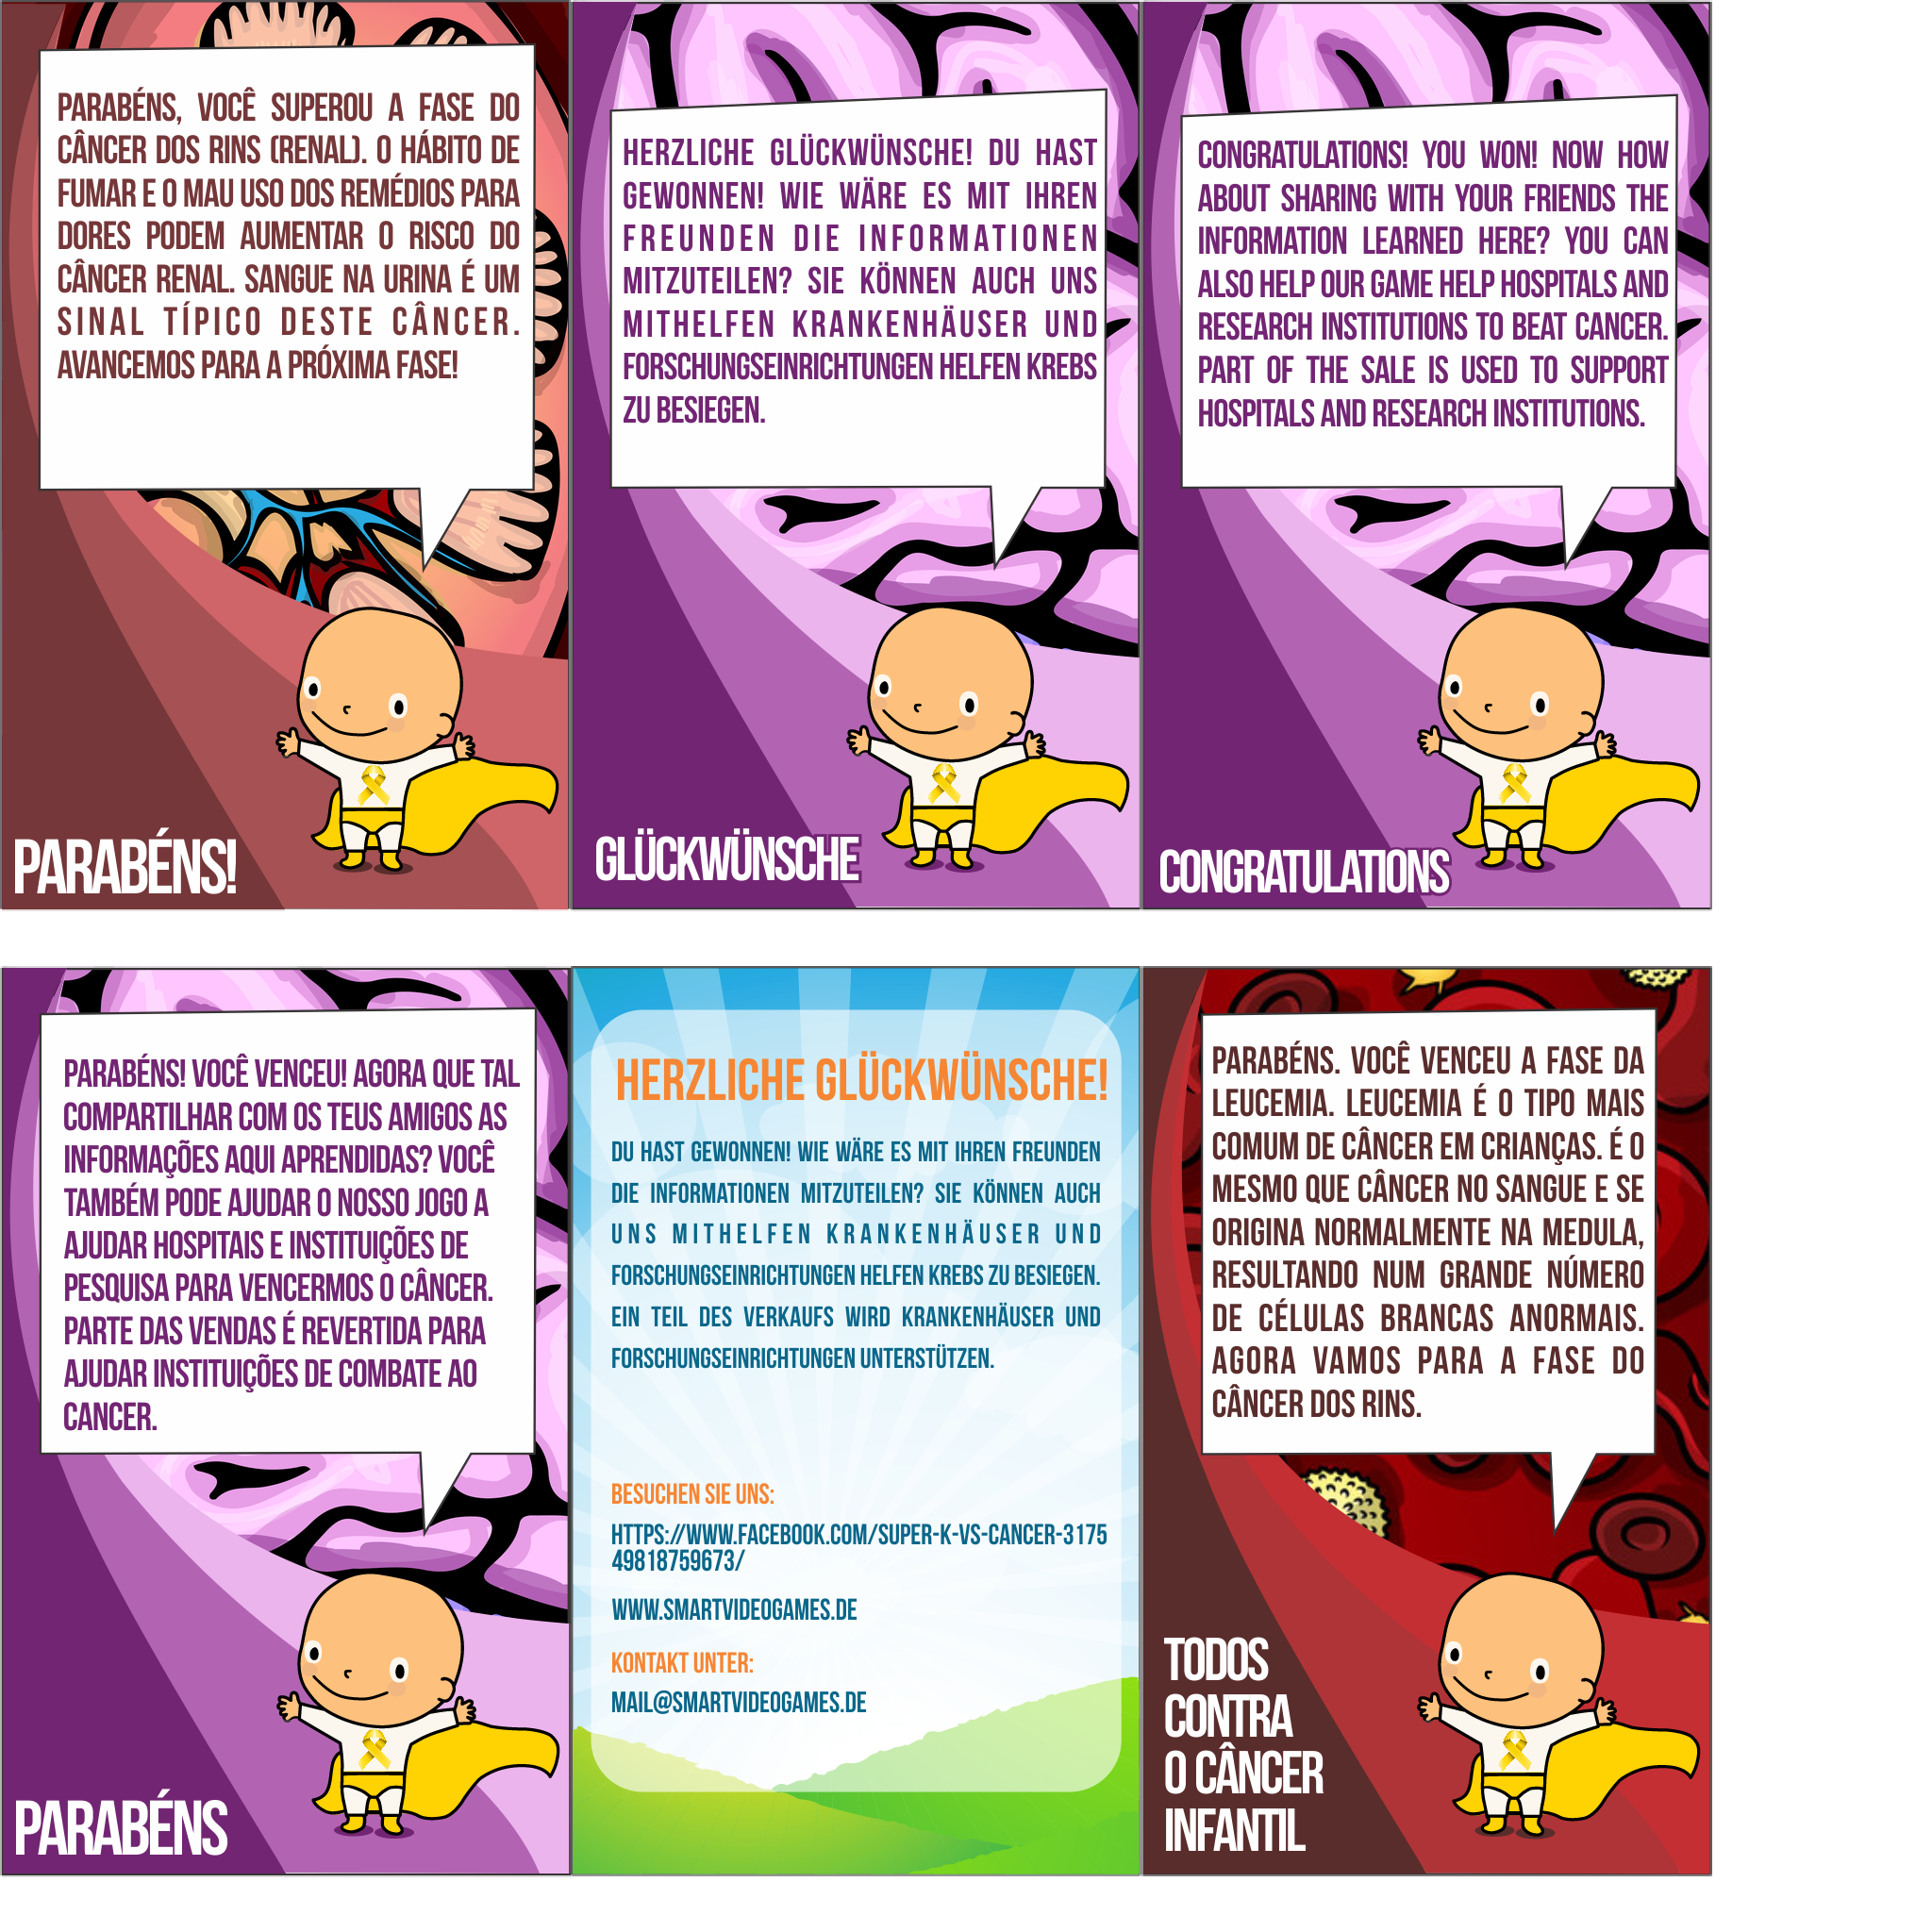 PARABÉNS, VOCÊ SUPEROU A FASE DO
CÂNCER DOS RINS (RENAL). O HÁBITO DE
FUMAR E O MAU USO DOS REMÉDIOS PARA
DORES PODEM AUMENTAR O RISCO DO
CÂNCER RENAL. SANGUE NA URINA É UM
SINAL TÍPICO DESTE CÂNCER.
AVANCEMOS PARA A PRÓXIMA FASE!
PARABÉNS!
HERZLICHE GLÜCKWÜNSCHE! DU HAST
GEWONNEN! WIE WÄRE ES MIT IHREN
FREUNDEN DIE INFORMATIONEN
MITZUTEILEN? SIE KÖNNEN AUCH UNS
MITHELFEN KRANKENHÄUSER UND
FORSCHUNGSEINRICHTUNGEN HELFEN KREBS
ZU BESIEGEN.
GLÜCKWÜNSCHE
CONGRATULATIONS! YOU WON! NOW HOW
ABOUT SHARING WITH YOUR FRIENDS THE
INFORMATION LEARNED HERE? YOU CAN
ALSO HELP OUR GAME HELP HOSPITALS AND
RESEARCH INSTITUTIONS TO BEAT CANCER.
PART OF THE SALE IS USED TO SUPPORT
HOSPITALS AND RESEARCH INSTITUTIONS.
CONGRATULATIONS
PARABÉNS! VOCÊ VENCEU! AGORA QUE TAL
COMPARTILHAR COM OS TEUS AMIGOS AS
INFORMAÇÕES AQUI APRENDIDAS? VOCÊ
TAMBÉM PODE AJUDAR O NOSSO JOGO A
AJUDAR HOSPITAIS E INSTITUIÇÕES DE
PESQUISA PARA VENCERMOS O CÂNCER.
PARTE DAS VENDAS É REVERTIDA PARA
AJUDAR INSTITUIÇÕES DE COMBATE AO
CANCER.
PARABÉNS
HERZLICHE GLÜCKWÜNSCHE!
DU HAST GEWONNEN! WIE WÄRE ES MIT IHREN FREUNDEN
DIE INFORMATIONEN MITZUTEILEN? SIE KÖNNEN AUCH
UNS MITHELFEN KRANKENHÄUSER UND
FORSCHUNGSEINRICHTUNGEN HELFEN KREBS ZU BESIEGEN.
EIN TEIL DES VERKAUFS WIRD KRANKENHÄUSER UND
FORSCHUNGSEINRICHTUNGEN UNTERSTÜTZEN.
BESUCHEN SIE UNS:
HTTPS://WWW.FACEBOOK.COM/SUPER-K-VS-CANCER-3175
49818759673/
WWW.SMARTVIDEOGAMES.DE
KONTAKT UNTER:
MAIL@SMARTVIDEOGAMES.DE
PARABÉNS. VOCÊ VENCEU A FASE DA
LEUCEMIA. LEUCEMIA É O TIPO MAIS
COMUM DE CÂNCER EM CRIANÇAS. É O
MESMO QUE CÂNCER NO SANGUE E SE
ORIGINA NORMALMENTE NA MEDULA,
RESULTANDO NUM GRANDE NÚMERO
DE CÉLULAS BRANCAS ANORMAIS.
AGORA VAMOS PARA A FASE DO
CÂNCER DOS RINS.
TODOS
CONTRA
O CÂNCER
INFANTIL